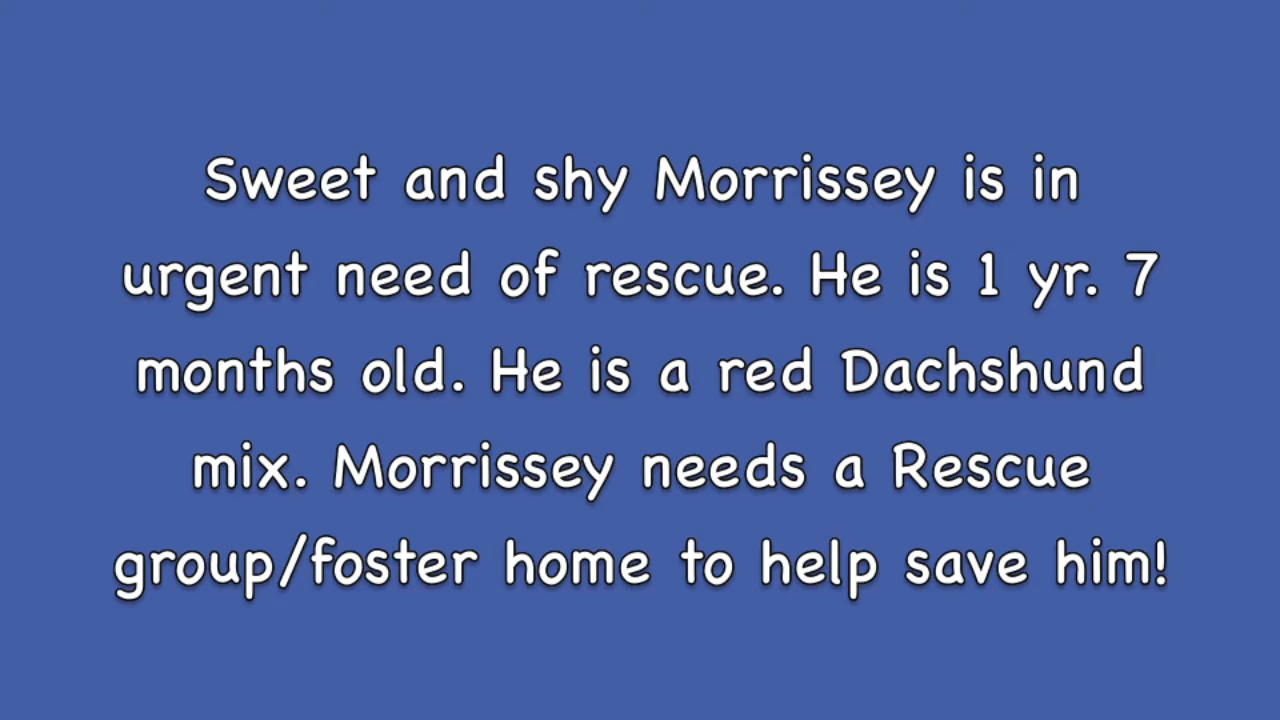 Sweet and shy Morrissey is in
urgent need of rescue. He is 1 yr. 7
months old. He is a red Dachshund
mix. Morrissey needs a Rescue
group/foster home to help save him!